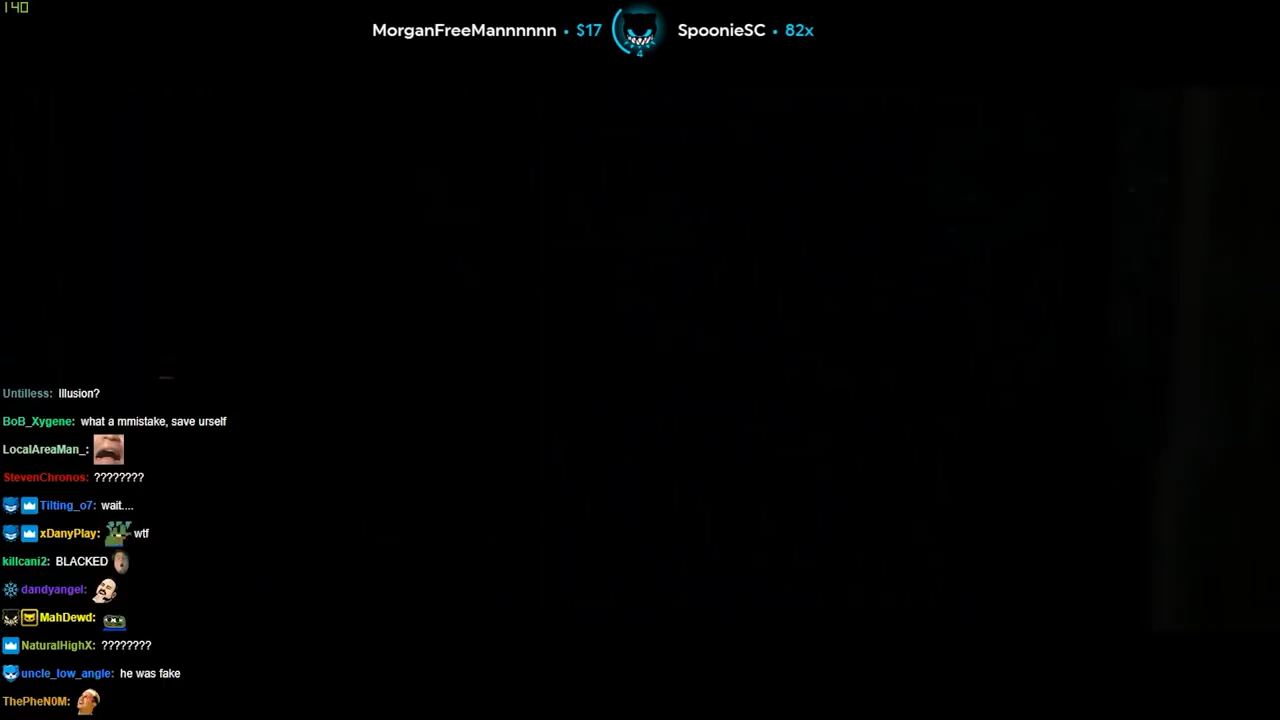 140
MorganFreeMannnnnn • $17
4
SpoonieSC • 82x
Untilless: Illusion?
BoB_Xygene: what a mmistake, save urself
LocalAreaMan_:
StevenChronos: ????????
Tilting_o7: wait....
xDanyPlay: wtf
killcani2: BLACKED
dandyangel:
MahDewd:
NaturalHighX: ????????
uncle_low_angle: he was fake
ThePheN0M: